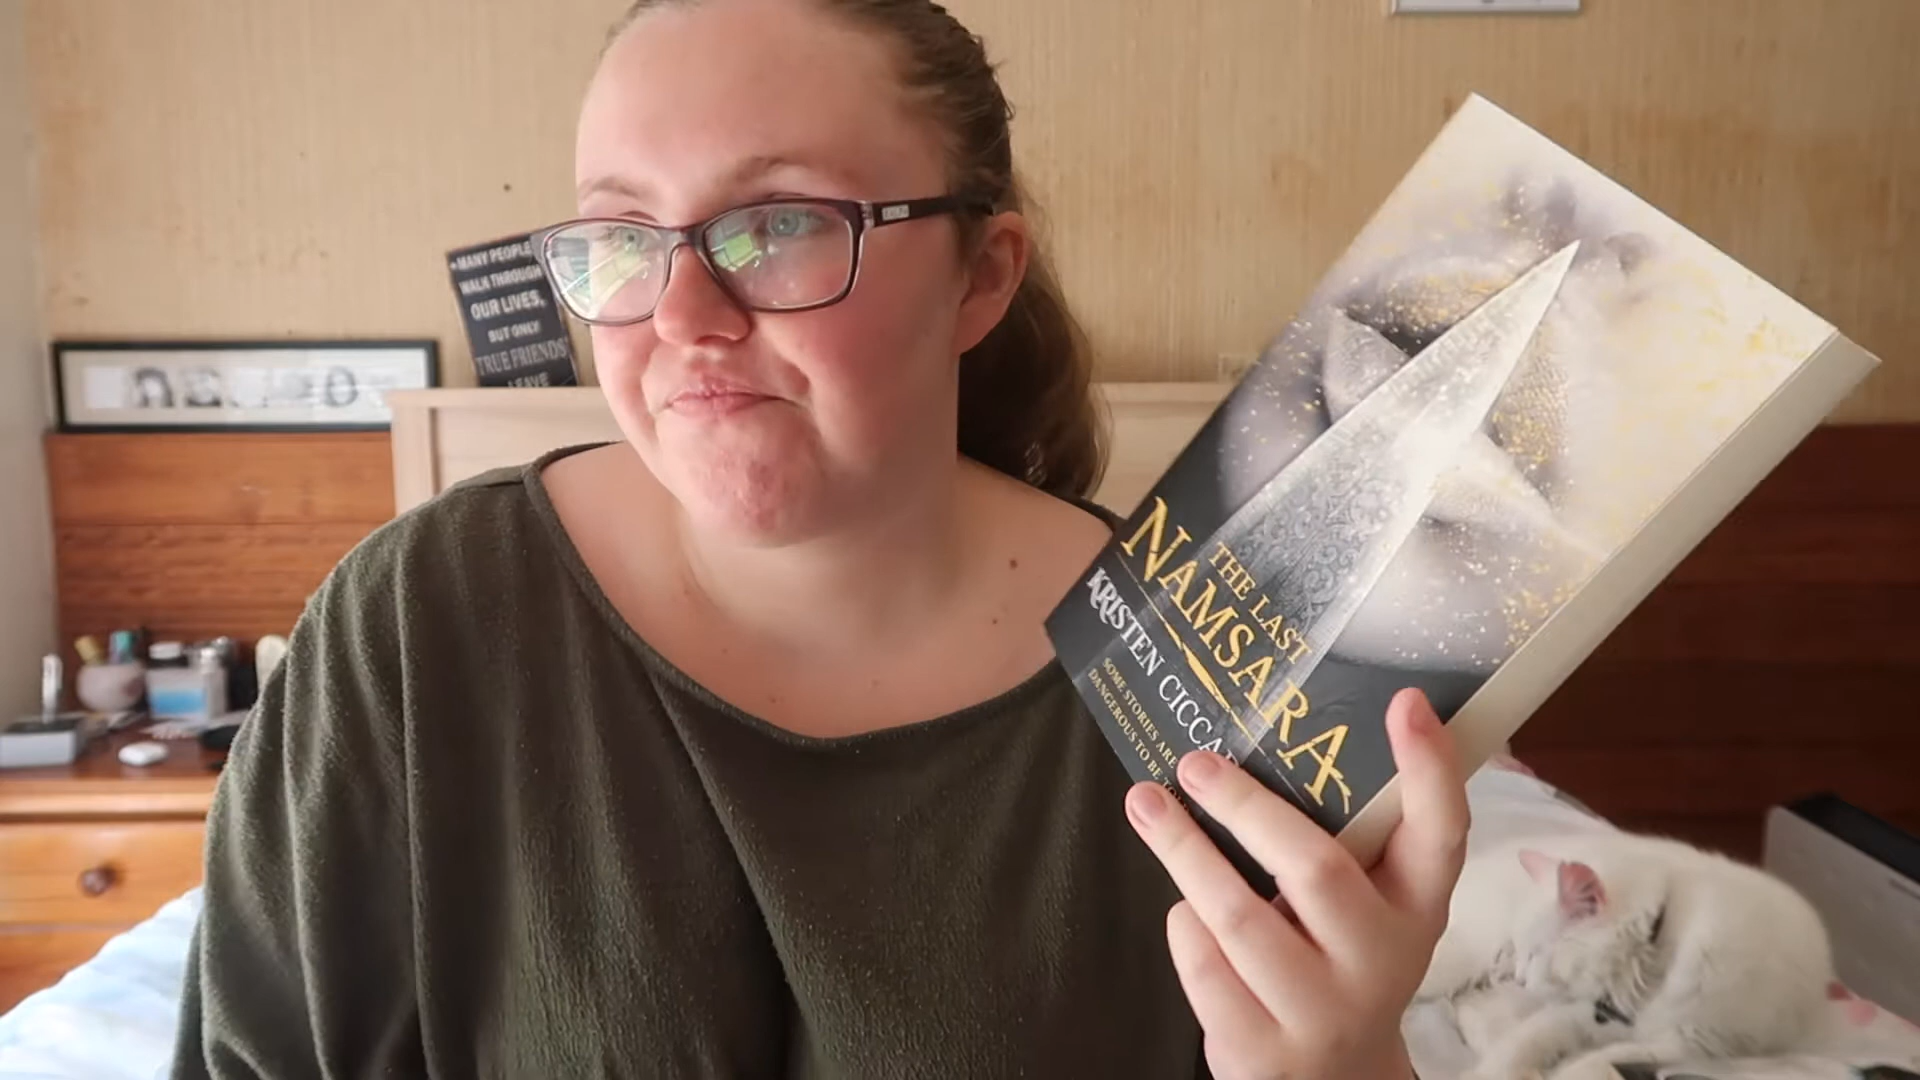 "MANY PEOPLE
WALK THROUGH
OUR LIVES,
BUT ONLY
TRUE FRIENDS
LEAVE
THE LAST
NAMSARA
KRISTEN CICCA
SOME STORIES ARE
DANGEROUS TO BE TOLD